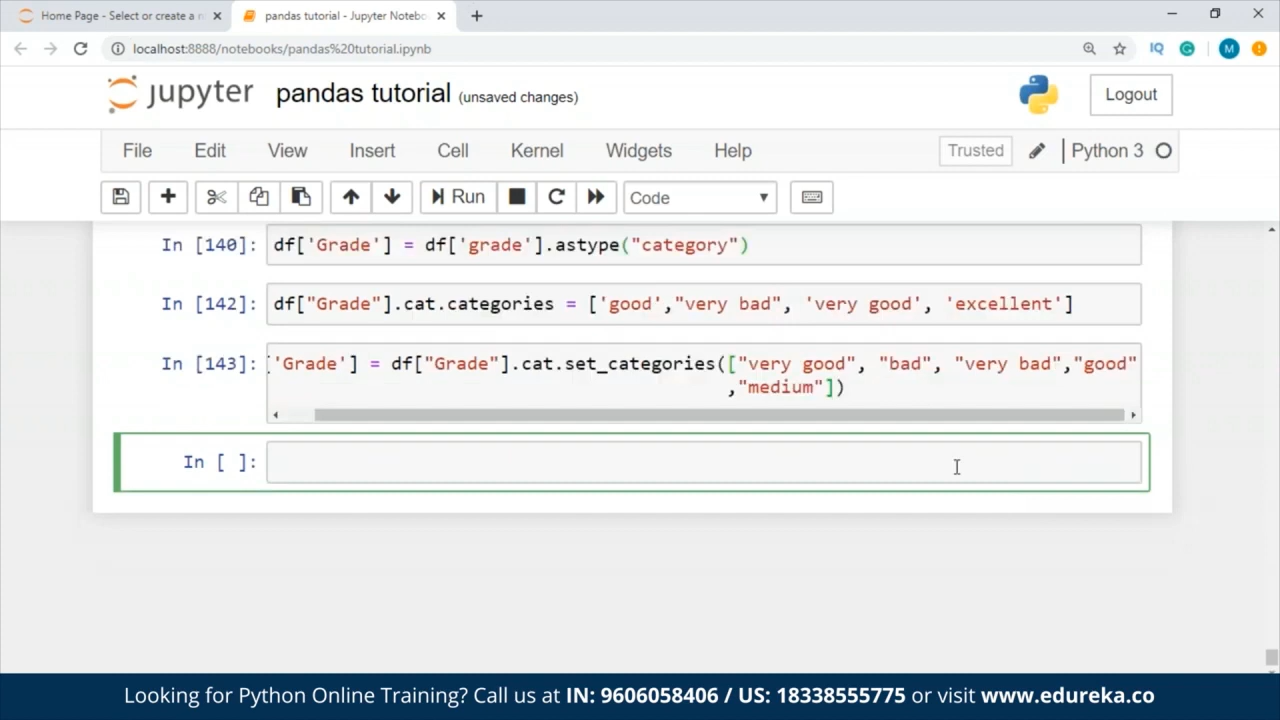 Home Page - Select or create a n
pandas tutorial - Jupyter Notebo
localhost:8888/notebooks/pandas%20tutorial.ipynb
IQ
M
jupyter pandas tutorial (unsaved changes)
Logout
File Edit View Insert Cell Kernel Widgets Help
Trusted
Python 3
Run
Code
In [140]: df['Grade'] = df['grade'].astype("category")
In [142]: df["Grade"].cat.categories = ['good',"very bad", 'very good', 'excellent']
In [143]: ['Grade'] = df["Grade"].cat.set_categories(["very good", "bad", "very bad","good"
,"medium"])
In [ ]:
Looking for Python Online Training? Call us at IN: 9606058406 / US: 18338555775 or visit www.edureka.co